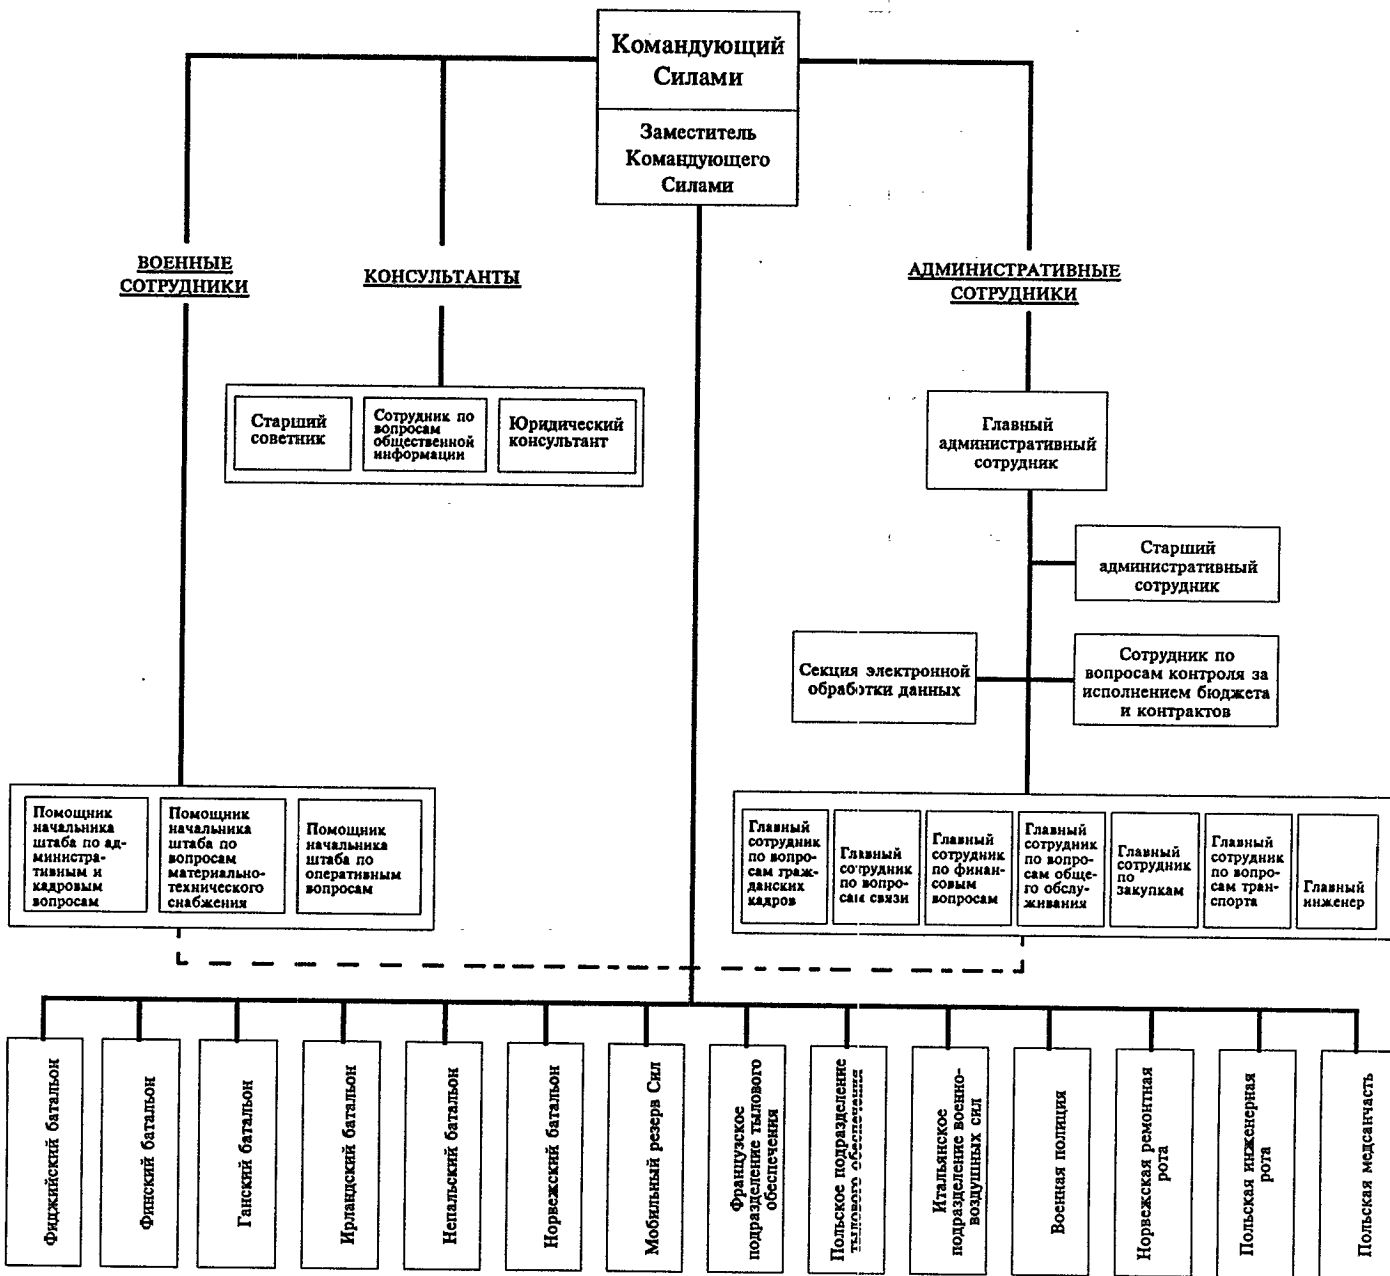 Командующий
Силами
Заместитель
Командующего
Силами
ВОЕННЫЕ
СОТРУДНИКИ
КОНСУЛЬТАНТЫ
АДМИНИСТРАТИВНЫЕ
СОТРУДНИКИ
Старший
советник
Сотрудник по
вопросам
общественной
информации
Юридический
консультант
Главный
административный
сотрудник
Старший
административный
сотрудник
Секция электронной
обработки данных
Сотрудник по
вопросам контроля за
исполнением бюджета
и контрактов
Помощник
начальника
штаба по ад-
министра-
тивным и
кадровым
вопросам
Помощник
начальника
штаба по
вопросам
материально-
технического
снабжения
Помощник
начальника
штаба по
оперативным
вопросам
Главный
сотрудник
по вопро-
сам граж-
данских
кадров
Главный
сотрудник
по вопро-
сам связи
Главный
сотрудник
по финан-
совым
вопросам
Главный
сотрудник
по вопро-
сам обще-
го обслу-
живания
Главный
сотрудник
по
закупкам
Главный
сотрудник
по вопро-
сам тран-
спорта
Главный
инженер
Фиджийский батальон
Финский батальон
Ганский батальон
Ирландский батальон
Непальский батальон
Норвежский батальон
Мобильный резерв Сил
Французское
подразделение тылового
обеспечения
Польское подразделение
тылового обеспечения
Итальянское
подразделение военно-
воздушных сил
Военная полиция
Норвежская ремонтная
рота
Польская инженерная
рота
Польская медсанчасть